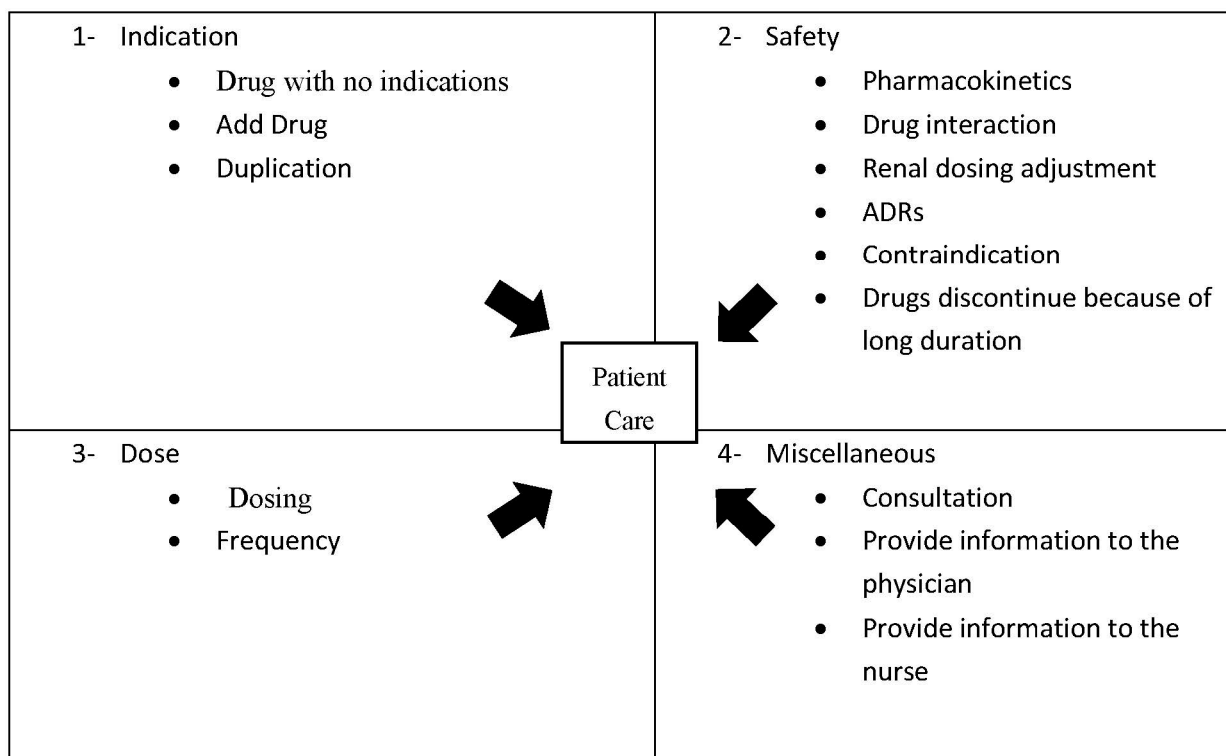 1- Indication
• Drug with no indications
• Add Drug
• Duplication
2- Safety
• Pharmacokinetics
• Drug interaction
• Renal dosing adjustment
• ADRs
• Contraindication
• Drugs discontinue because of
long duration
Patient
Care
3- Dose
• Dosing
• Frequency
4- Miscellaneous
• Consultation
• Provide information to the
physician
• Provide information to the
nurse